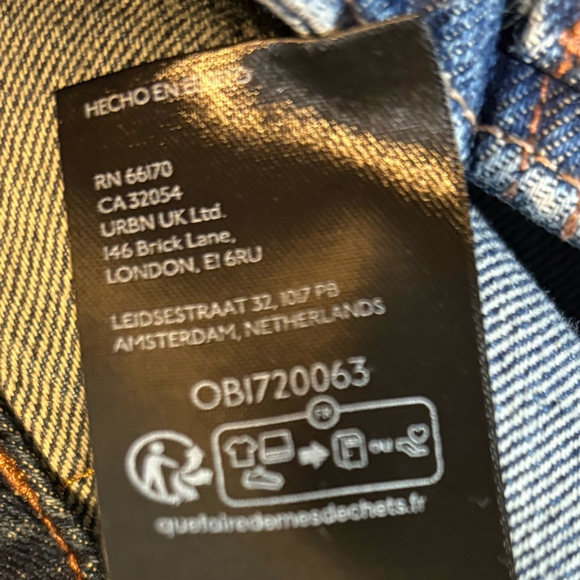 HECHO EN
RN 66170
CA 32054
URBN UK Ltd.
146 Brick Lane,
LONDON, E1 6RU
LEIDSESTRAAT 32, 1017 PB
AMSTERDAM, NETHERLANDS
OB1720063
FR
OU
quefairedemesdechets.fr